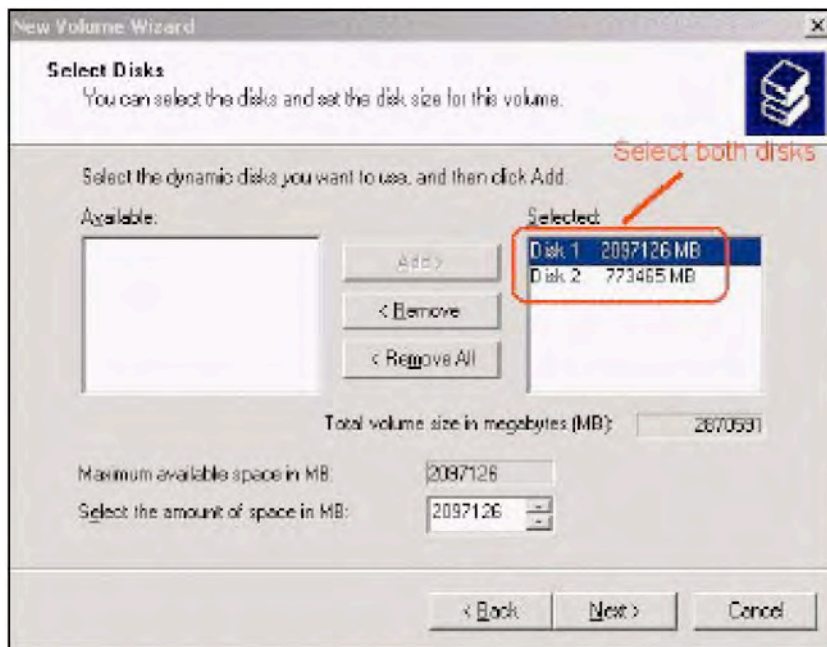 New Volume Wizard
Select Disks
You can select the disks and set the disk size for this volume.
Select both disks
Select the dynamic disks you want to use, and then click Add.
Available:
Selected:
Add >
Disk 1 2097126 MB
Disk 2 773465 MB
< Remove
< Remove All
Total volume size in megabytes (MB): 2870591
Maximum available space in MB: 2097126
Select the amount of space in MB: 2097126
< Back
Next >
Cancel